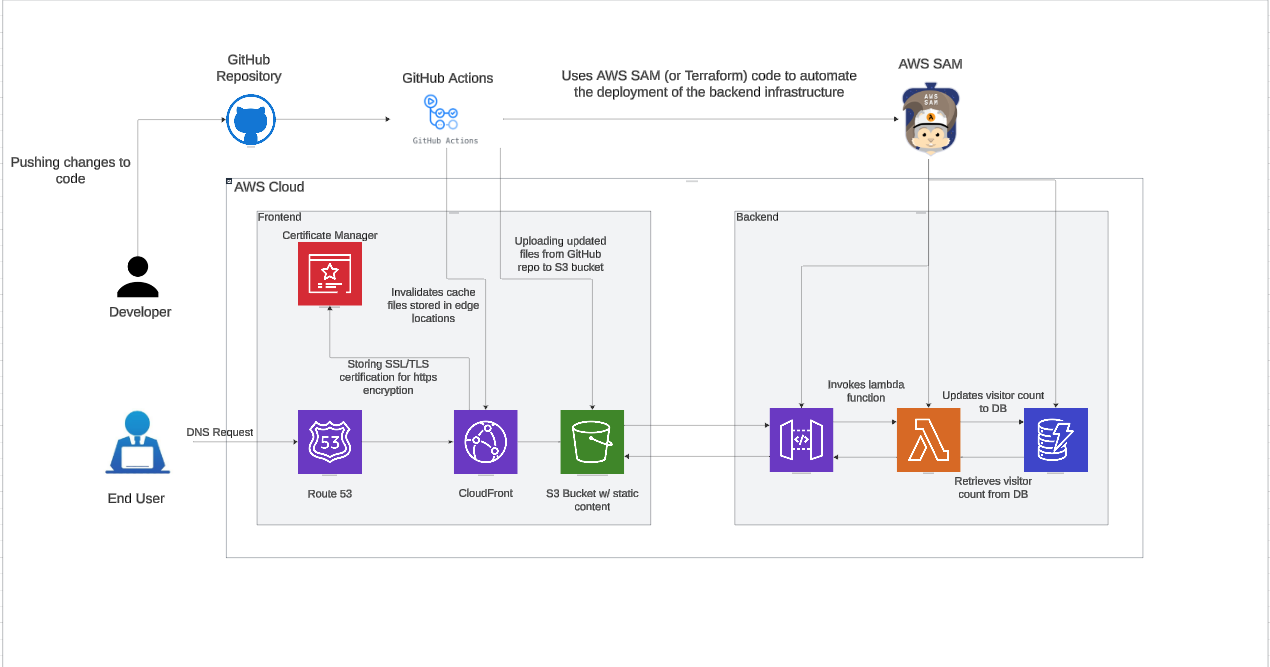 GitHub
Repository
GitHub Actions
GitHub Actions
Uses AWS SAM (or Terraform) code to automate
the deployment of the backend infrastructure
AWS SAM
AWS
SAM
Pushing changes to
code
Developer
AWS Cloud
Frontend
Certificate Manager
Uploading updated
files from GitHub
repo to S3 bucket
Invalidates cache
files stored in edge
locations
Storing SSL/TLS
certification for https
encryption
DNS Request
End User
53
Route 53
CloudFront
S3 Bucket w/ static
content
Backend
</>
Invokes lambda
function
Updates visitor count
to DB
Retrieves visitor
count from DB